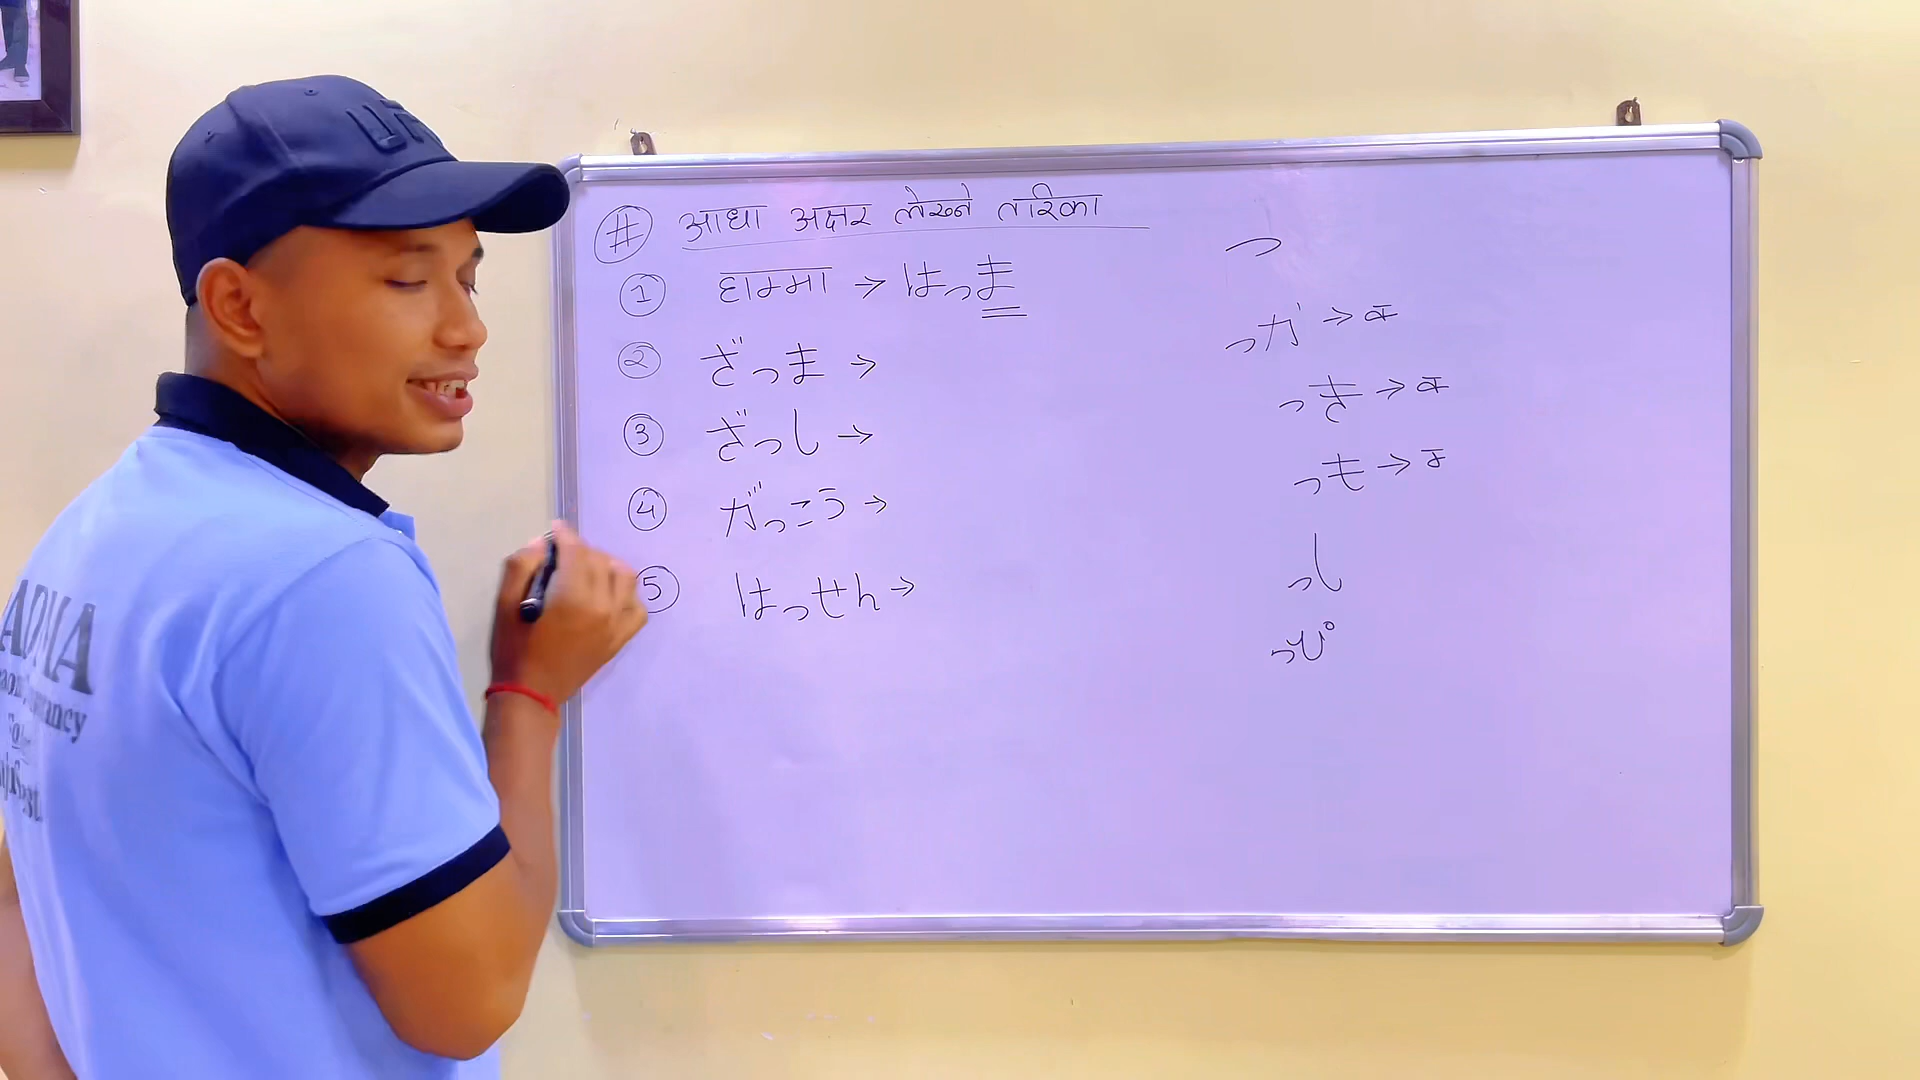 # आधा अक्षर लेख्ने तरिका
① हाम्मा → はっま
② ざっま →
③ ざっし →
④ がっこう →
⑤ はっせん →
っ
っか → क
っき → क
っも → म
っし
っぴ